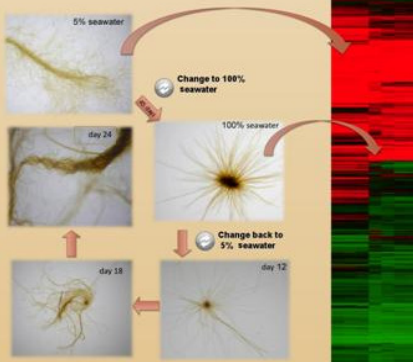 5% seawater
Change to 100%
seawater
day 24
100% seawater
Change back to
5% seawater
day 18
day 12